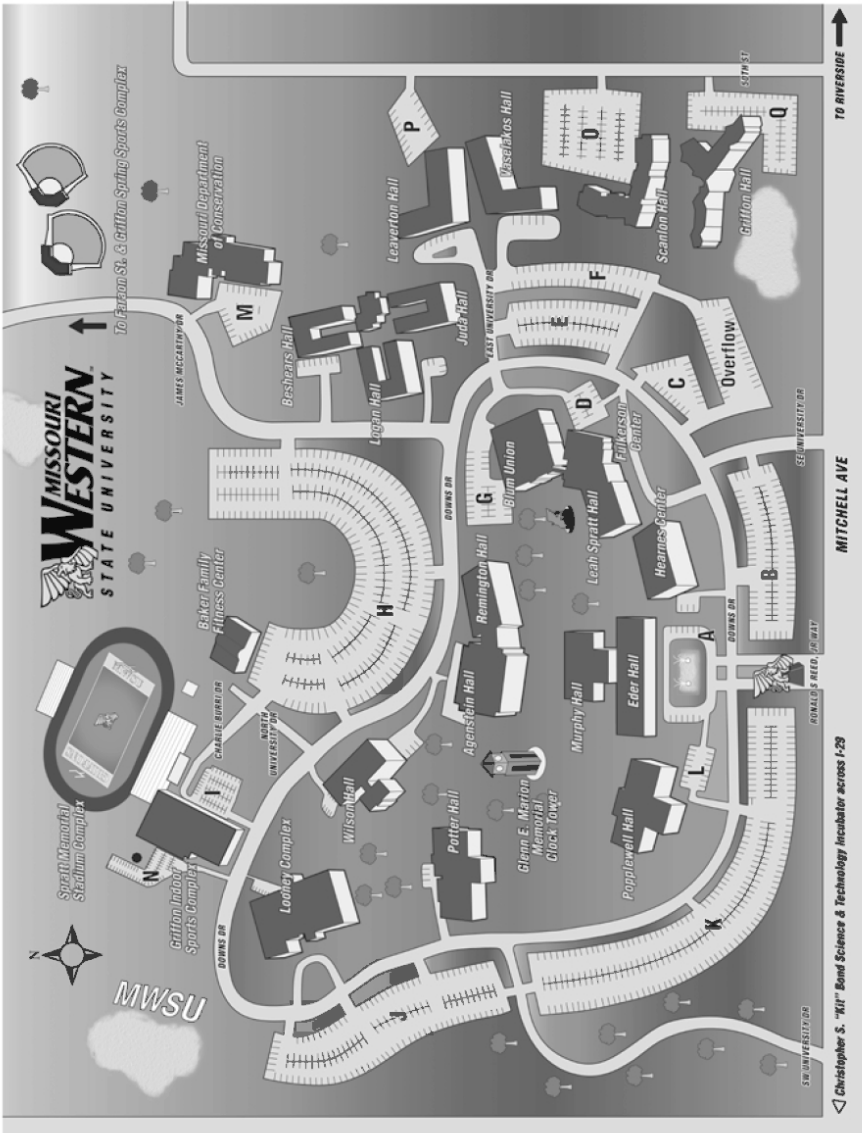 MISSOURI
WESTERN
STATE UNIVERSITY
To Faraon St. & Griffon Spring Sports Complex
N
MWSU
Spratt Memorial
Stadium Complex
Griffon Indoor
Sports Complex
N
I
CHARLIE BURRI DR
Baker Family
Fitness Center
NORTH
UNIVERSITY DR
H
JAMES MCCARTHY DR
Missouri Department
of Conservation
M
Beshears Hall
Logan Hall
Juda Hall
Leaverton Hall
P
Vaselakos Hall
EAST UNIVERSITY DR
DOWNS DR
DOWNS DR
Looney Complex
Wilson Hall
Potter Hall
Agenstein Hall
Remington Hall
G
Blum Union
D
E
F
O
Scanlon Hall
Griffon Hall
Q
50TH ST
J
Glenn E. Marion
Memorial
Clock Tower
Murphy Hall
Eder Hall
Leah Spratt Hall
Fulkerson
Center
Hearnes Center
C
Overflow
Popplewell Hall
L
A
DOWNS DR
B
K
SW UNIVERSITY DR
RONALD S REED, JR WAY
SE UNIVERSITY DR
Christopher S. "Kit" Bond Science & Technology Incubator across I-29
MITCHELL AVE
TO RIVERSIDE